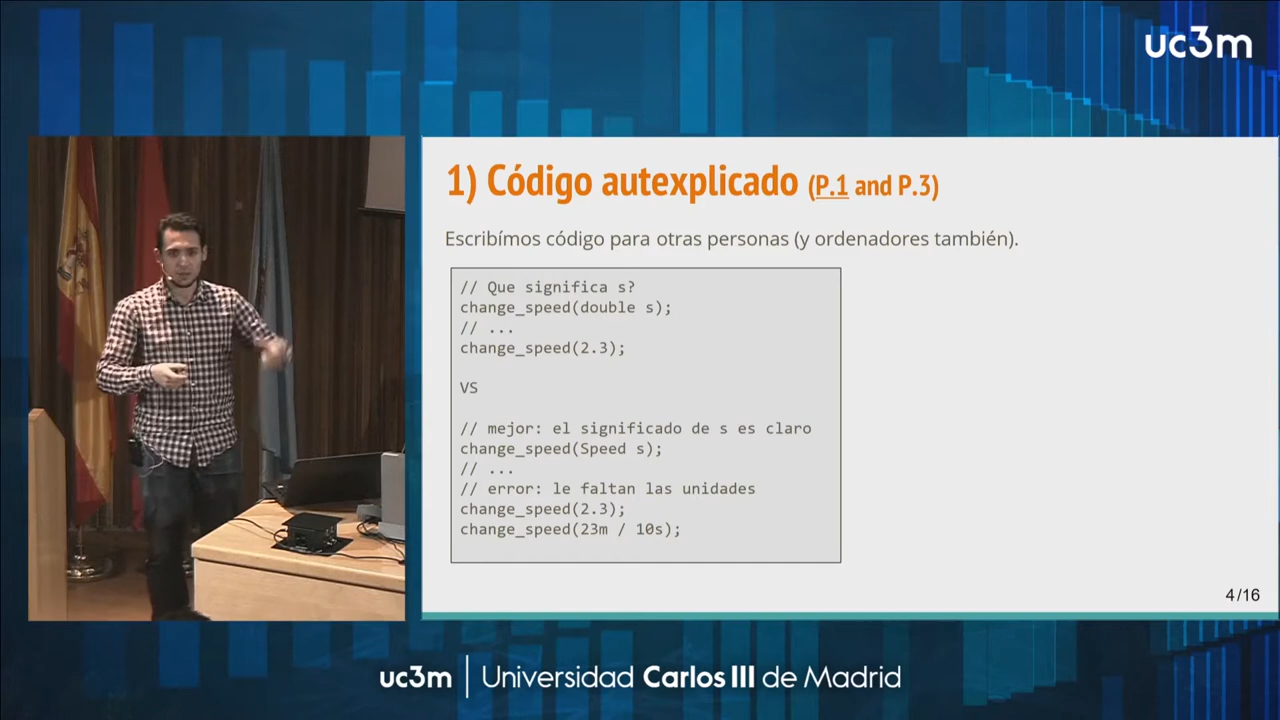 uc3m
1) Código autexplicado (P.1 and P.3)
Escribímos código para otras personas (y ordenadores también).
// Que significa s?
change_speed(double s);
// ...
change_speed(2.3);
VS
// mejor: el significado de s es claro
change_speed(Speed s);
// ...
// error: le faltan las unidades
change_speed(2.3);
change_speed(23m / 10s);
4/16
uc3m | Universidad Carlos III de Madrid